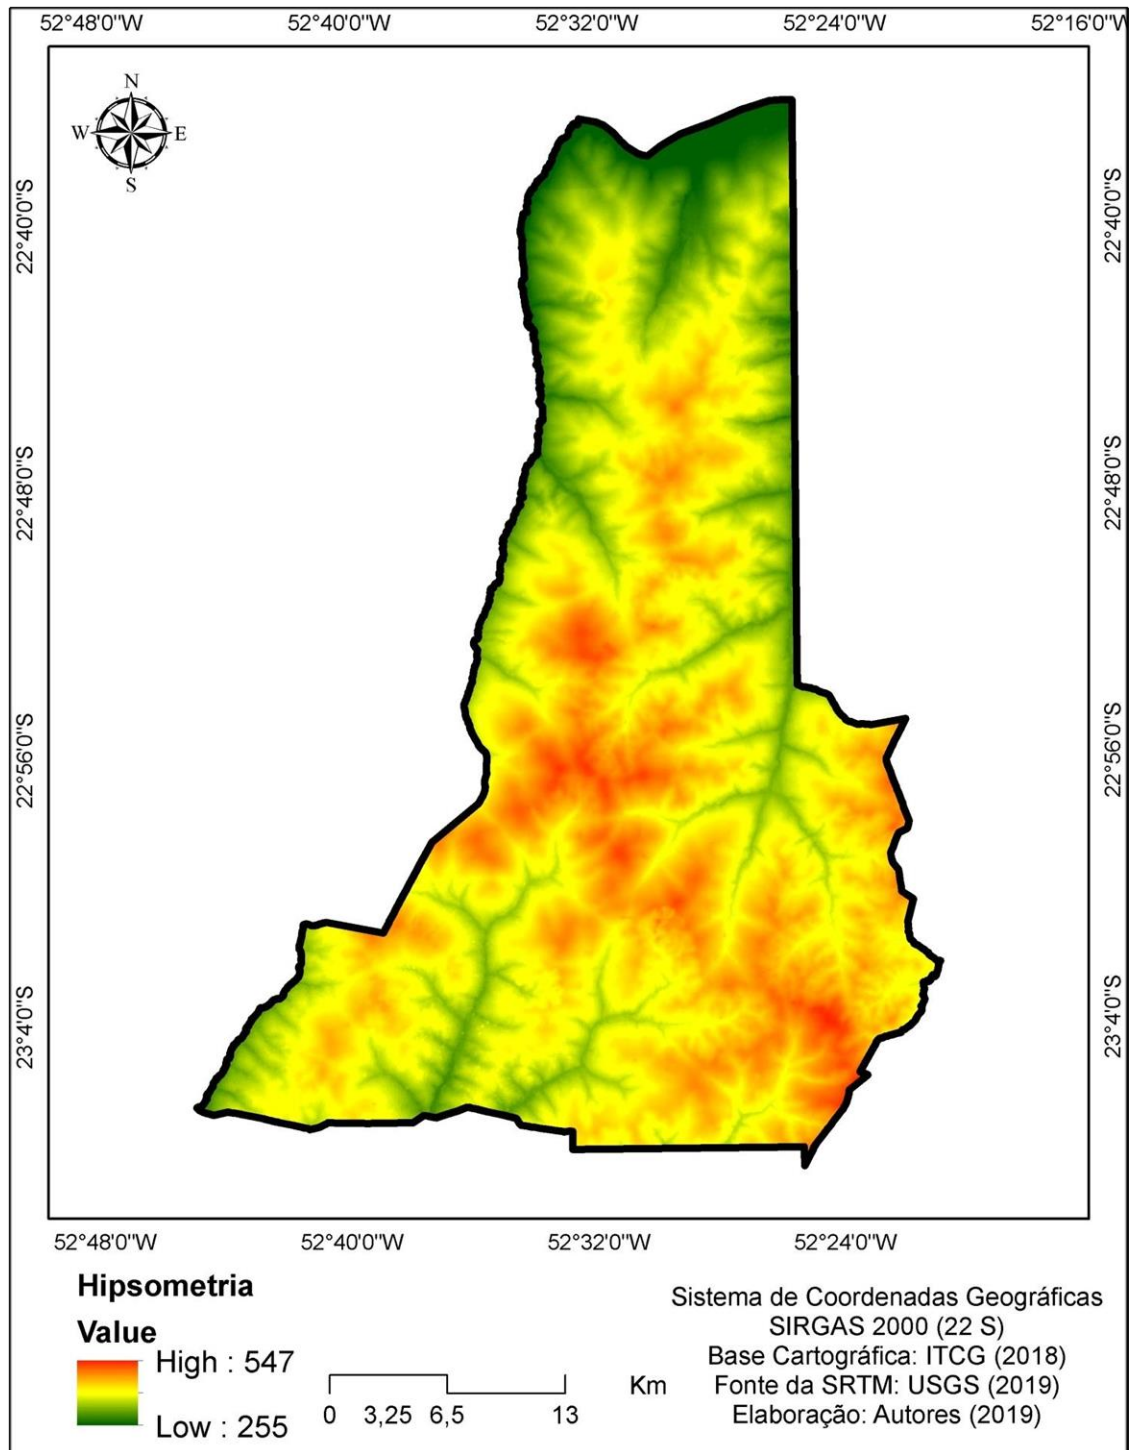 52°48'0"W 52°40'0"W 52°32'0"W 52°24'0"W 52°16'0"W
N
W E
S
22°40'0"S 22°40'0"S
22°48'0"S 22°48'0"S
22°56'0"S 22°56'0"S
23°4'0"S 23°4'0"S
52°48'0"W 52°40'0"W 52°32'0"W 52°24'0"W
Hipsometria
Value
High : 547
Low : 255
Km
0 3,25 6,5 13
Sistema de Coordenadas Geográficas
SIRGAS 2000 (22 S)
Base Cartográfica: ITCG (2018)
Fonte da SRTM: USGS (2019)
Elaboração: Autores (2019)